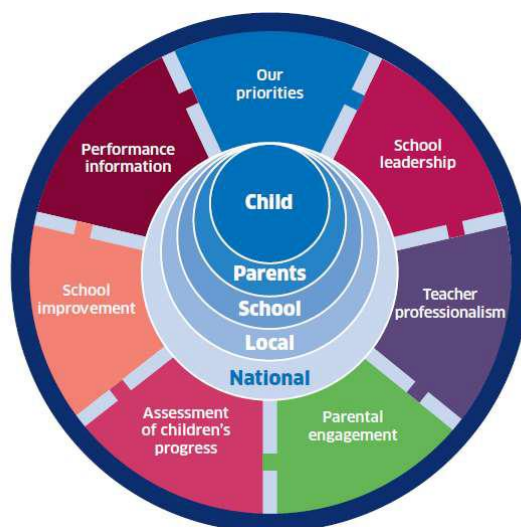 Our
priorities
School
leadership
Teacher
professionalism
Parental
engagement
Assessment
of children's
progress
School
improvement
Performance
information
Child
Parents
School
Local
National